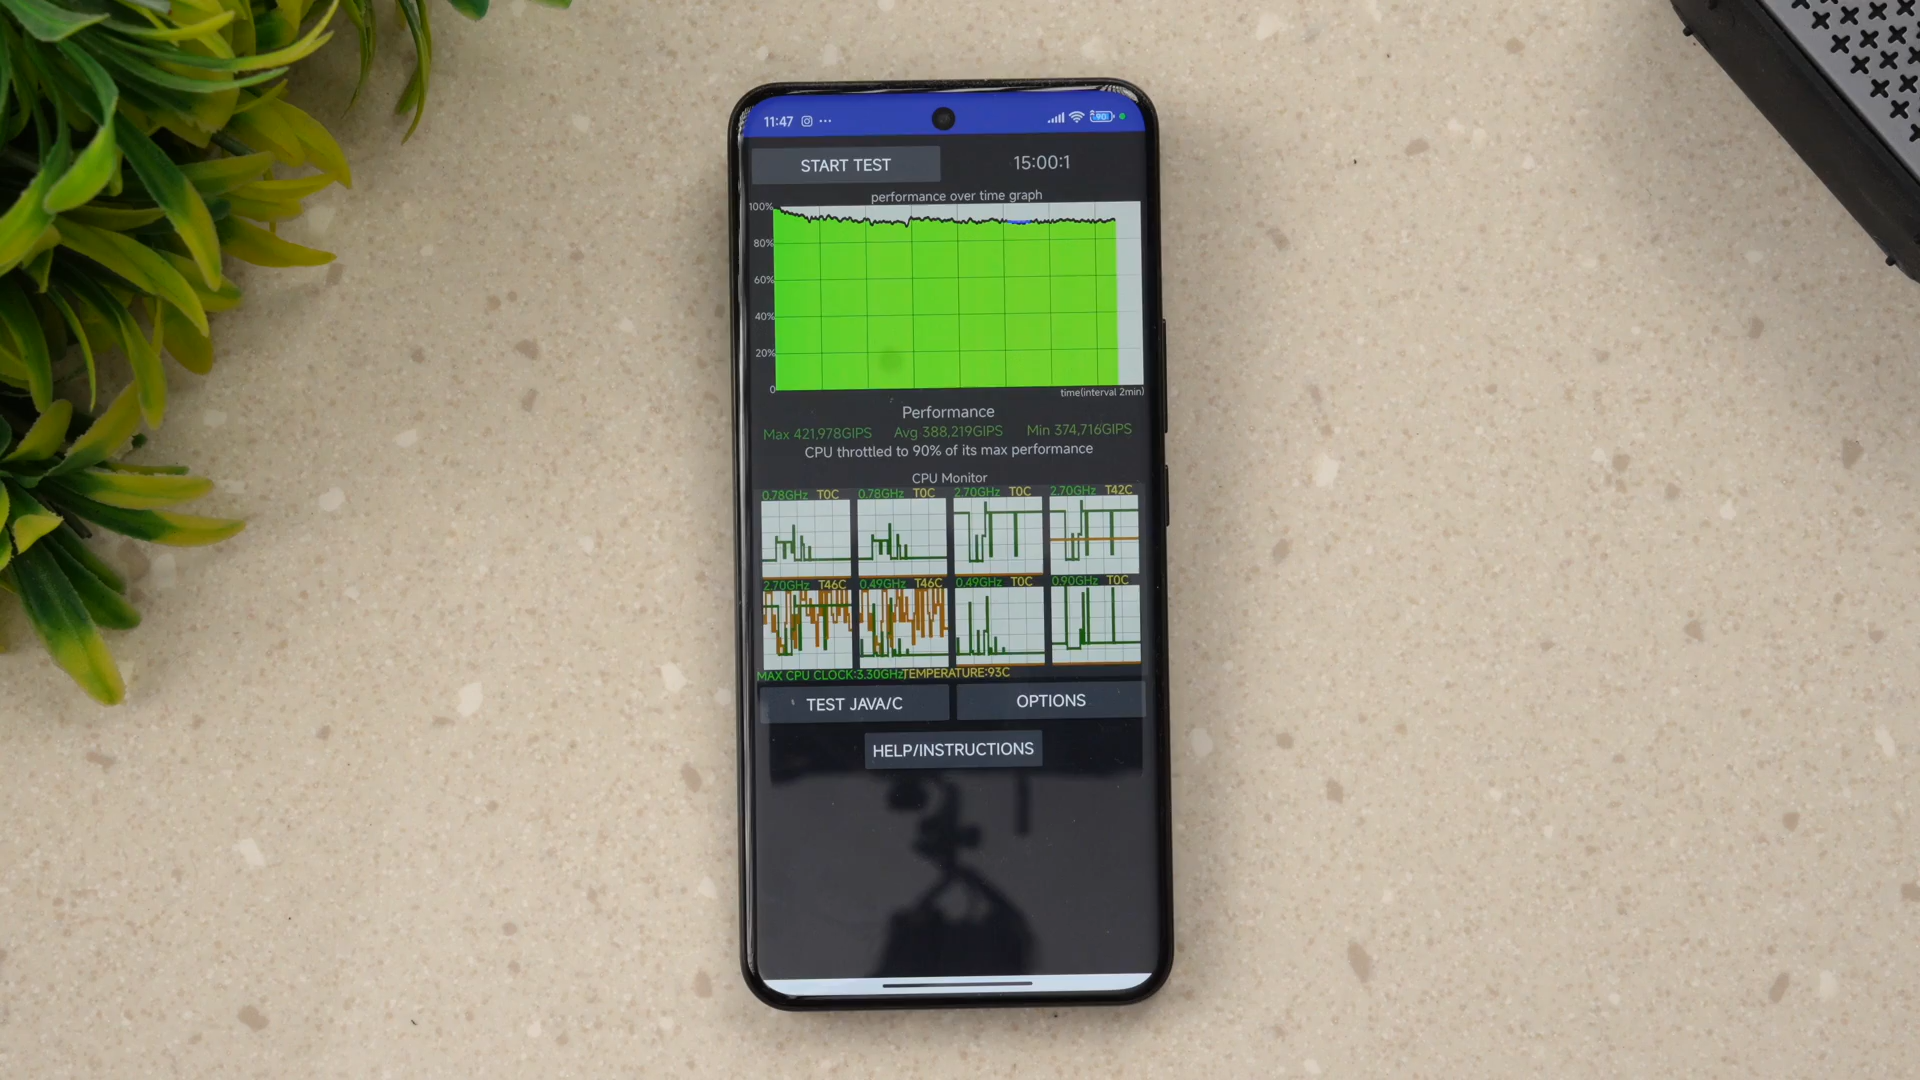 11:47 ... 90
START TEST 15:00:1
performance over time graph
100%
80%
60%
40%
20%
0
time(interval 2min)
Performance
Max 421,978GIPS Avg 388,219GIPS Min 374,716GIPS
CPU throttled to 90% of its max performance
CPU Monitor
0.78GHz T0C 0.78GHz T0C 2.70GHz T0C 2.70GHz T42C
2.70GHz T46C 0.49GHz T46C 0.49GHz T0C 0.90GHz T0C
MAX CPU CLOCK:3.30GHz TEMPERATURE:93C
TEST JAVA/C OPTIONS
HELP/INSTRUCTIONS